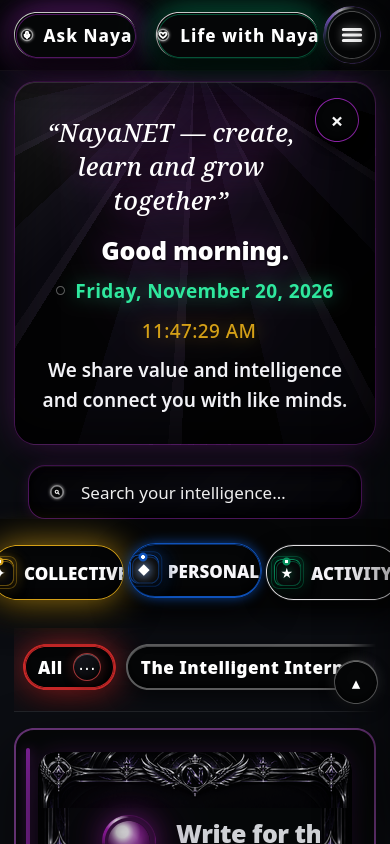 Ask Naya
Life with Naya
×
“NayaNET — create,
learn and grow
together”
Good morning.
Friday, November 20, 2026
11:47:29 AM
We share value and intelligence
and connect you with like minds.
Search your intelligence...
COLLECTIVE
PERSONAL
ACTIVITY
All ...
The Intelligent Intern
Write for th